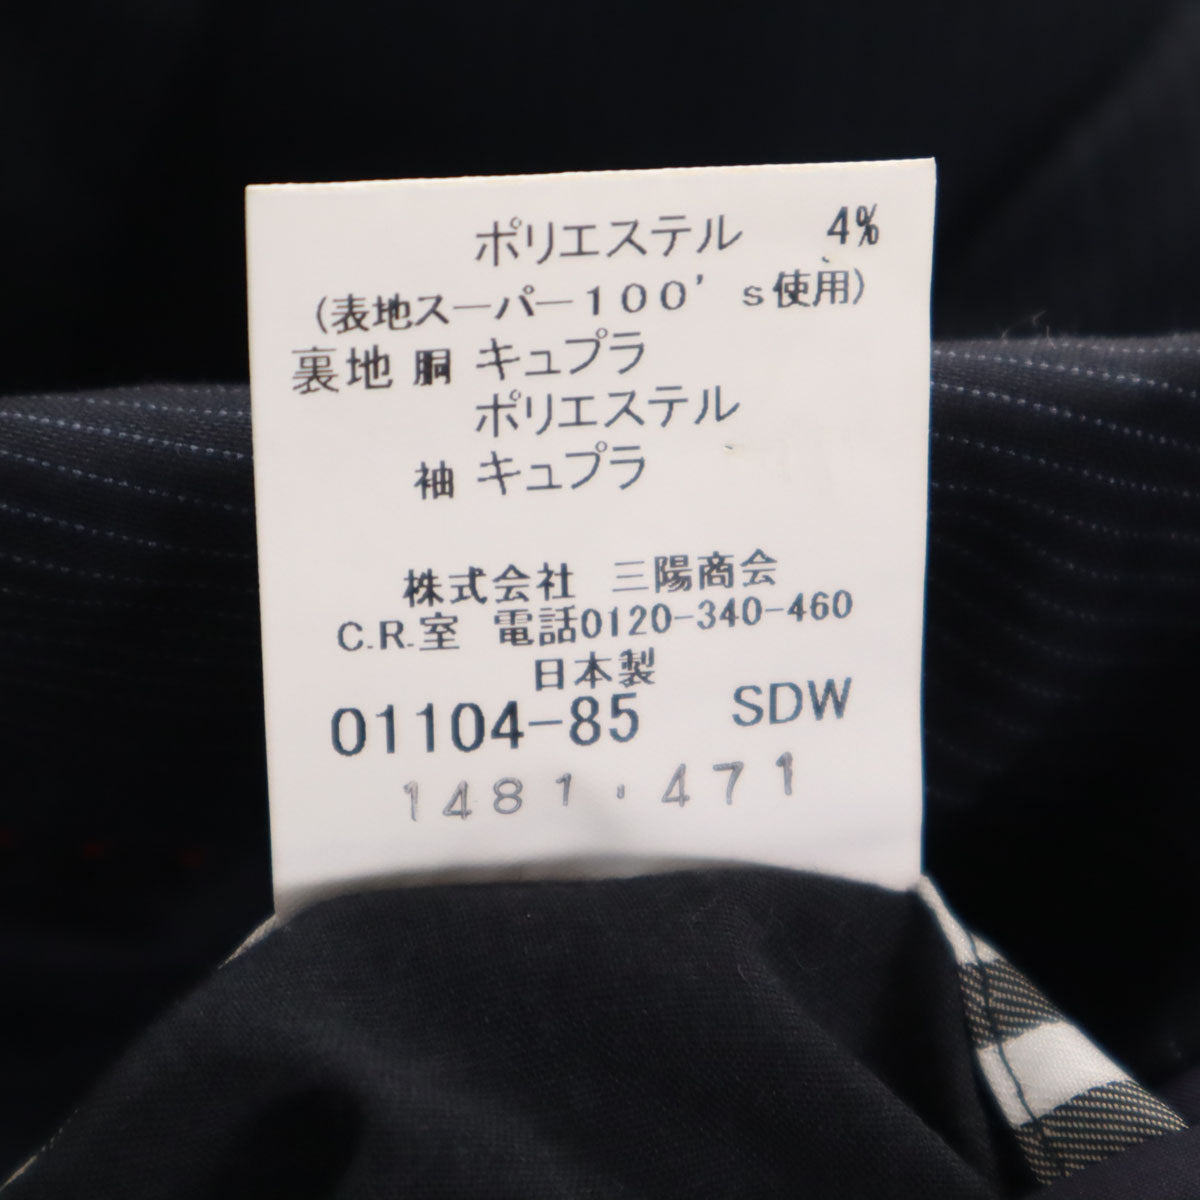 ポリエステル 4%
(表地スーパー100's使用)
裏地 胴 キュプラ
ポリエステル
袖 キュプラ
株式会社 三陽商会
C.R.室 電話0120-340-460
日本製
01104-85 SDW
1481・471